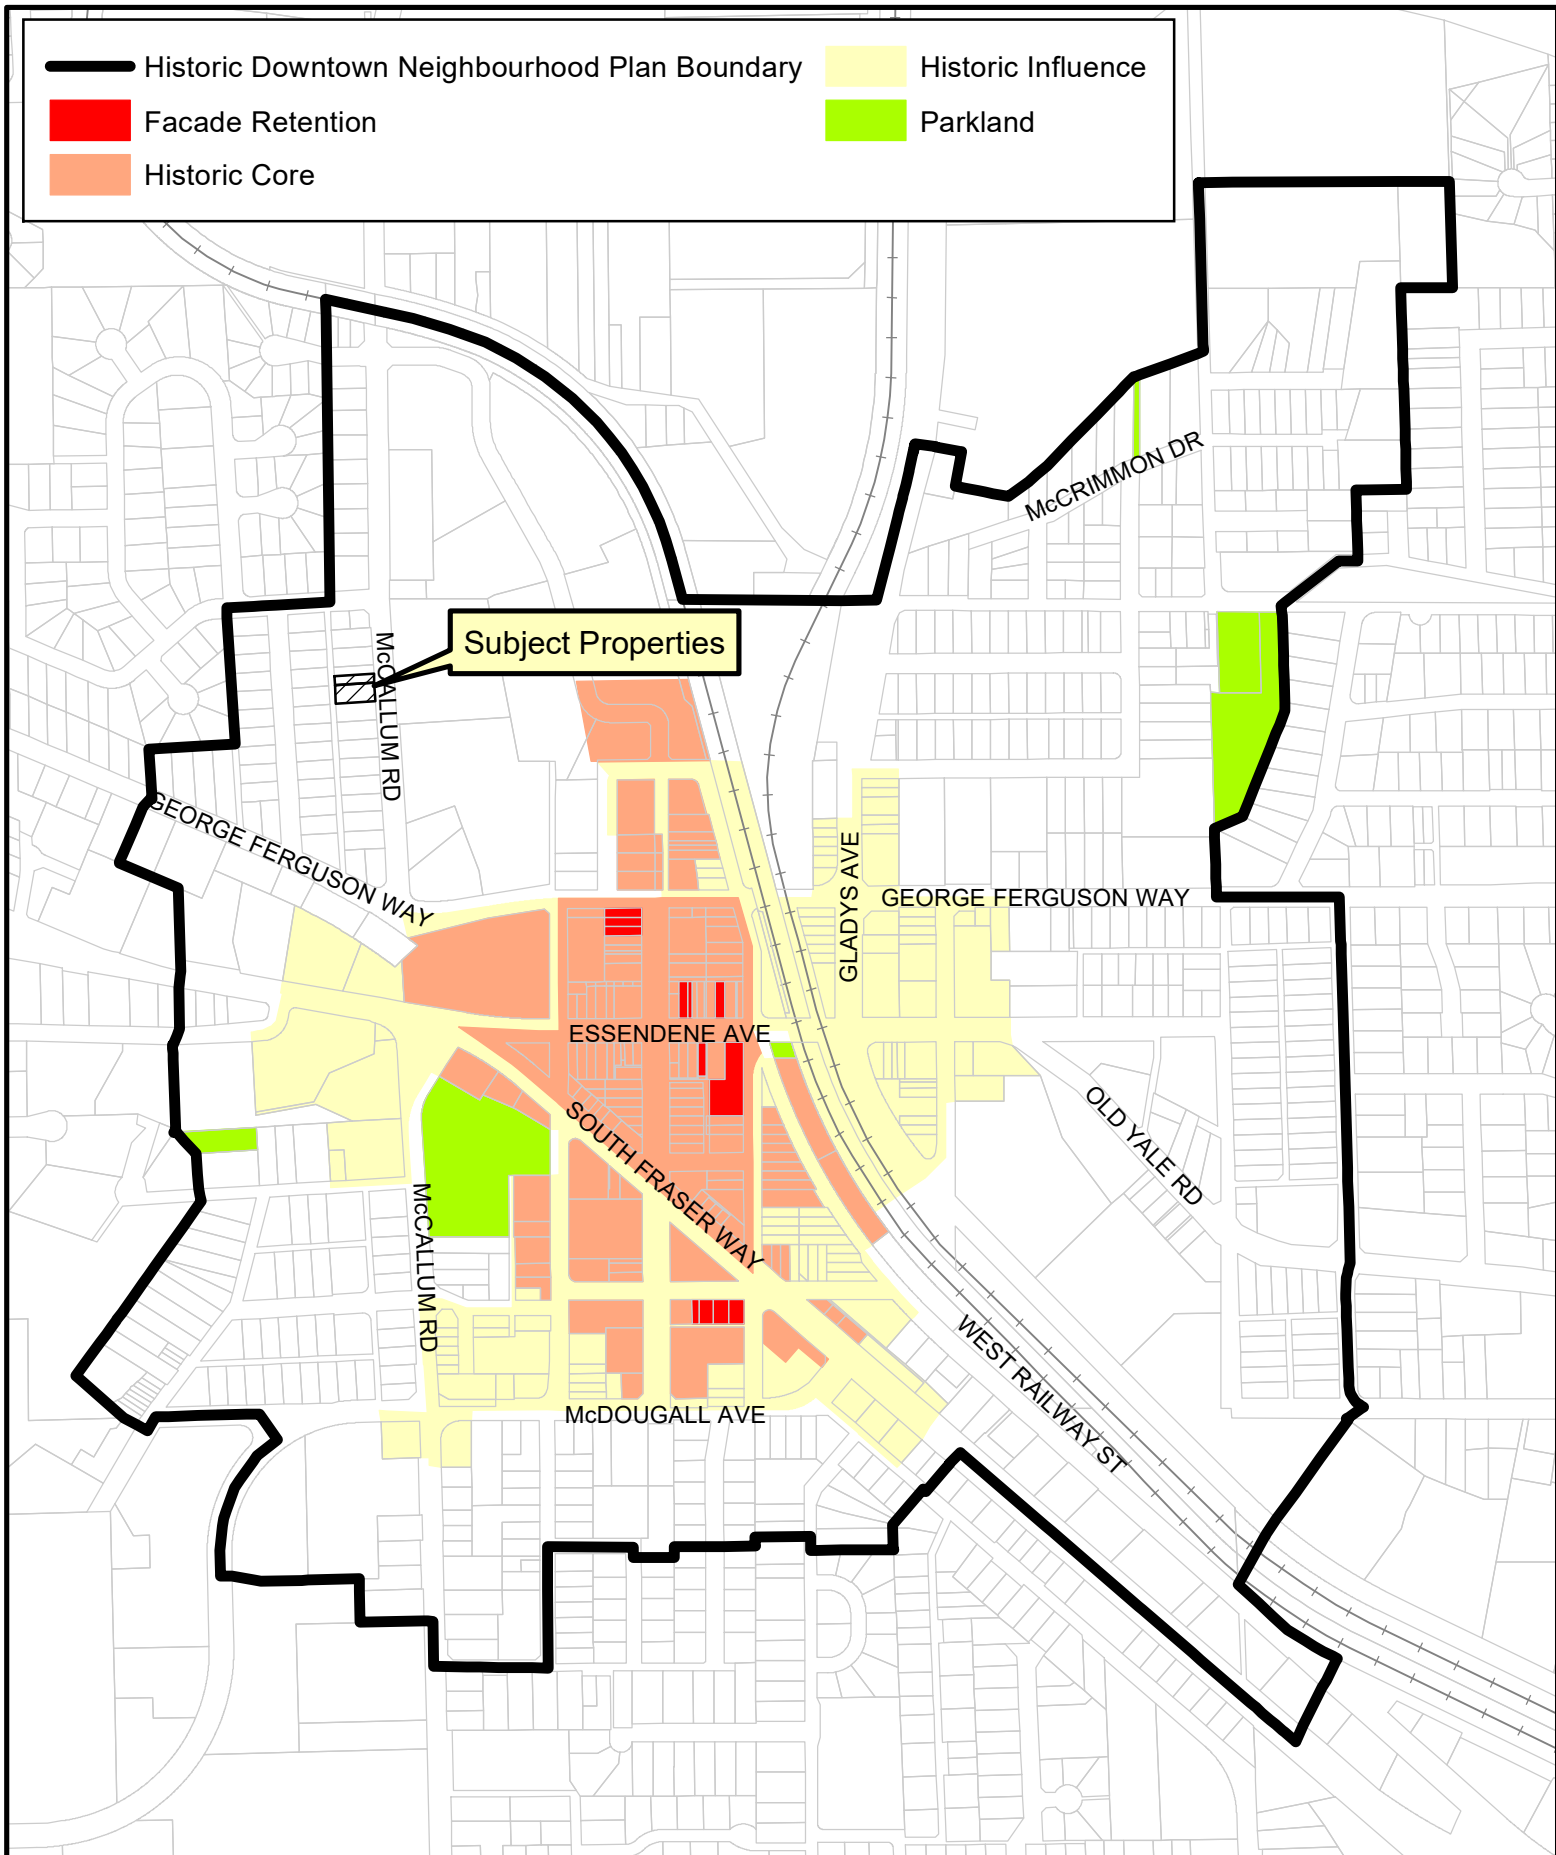 Historic Downtown Neighbourhood Plan Boundary
Historic Influence
Facade Retention
Parkland
Historic Core
McCRIMMON DR
Subject Properties
McCALLUM RD
GEORGE FERGUSON WAY
GLADYS AVE
GEORGE FERGUSON WAY
ESSENDENE AVE
OLD YALE RD
SOUTH FRASER WAY
McCALLUM RD
WEST RAILWAY ST
McDOUGALL AVE